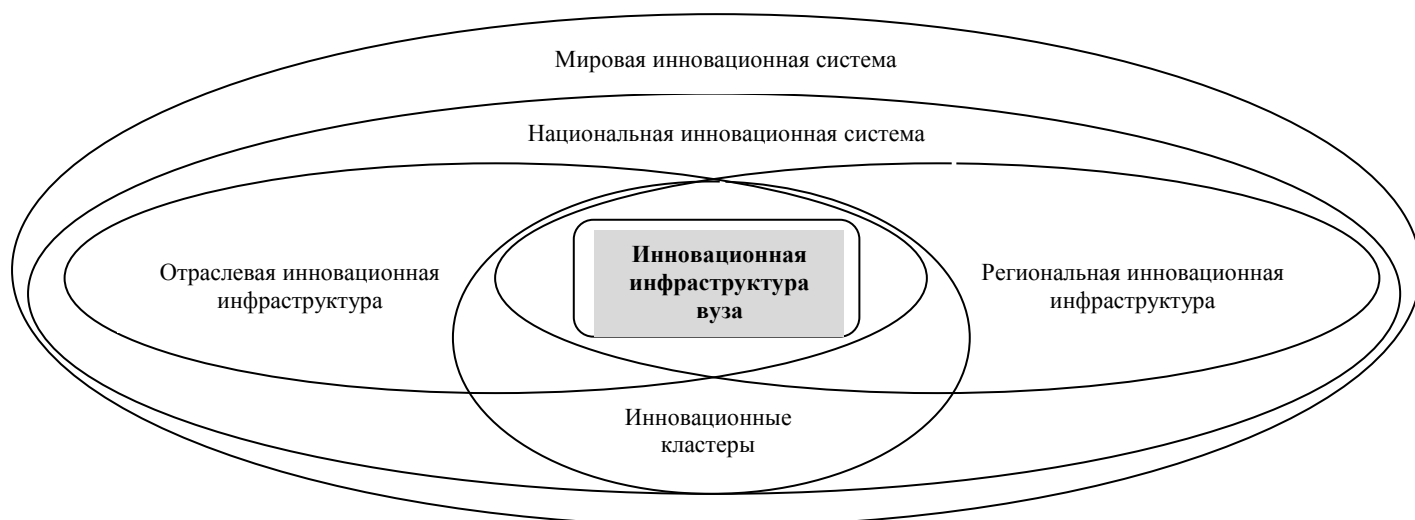 Мировая инновационная система
Национальная инновационная система
Отраслевая инновационная
инфраструктура
Инновационная
инфраструктура
вуза
Региональная инновационная
инфраструктура
Инновационные
кластеры